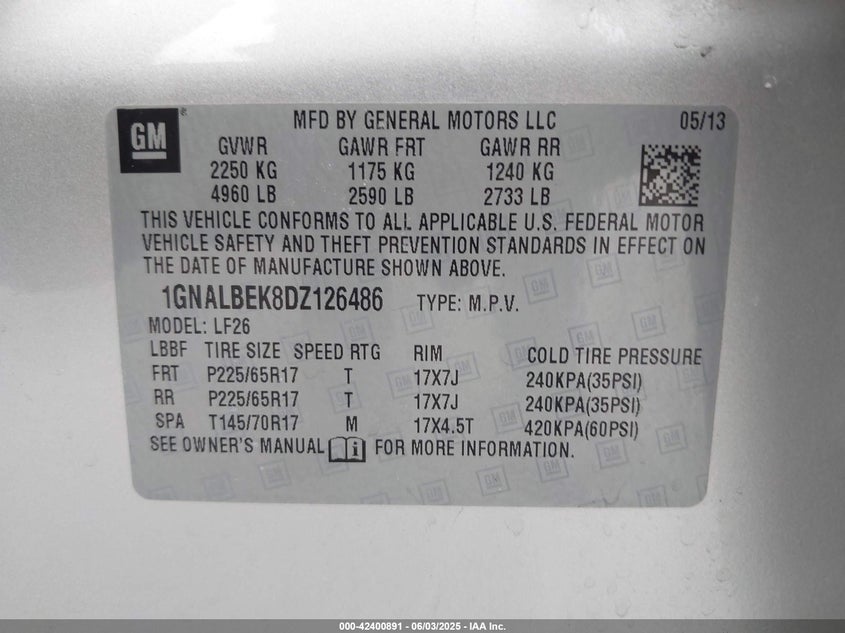 GM
MFD BY GENERAL MOTORS LLC 05/13
GVWR GAWR FRT GAWR RR
2250 KG 1175 KG 1240 KG
4960 LB 2590 LB 2733 LB
THIS VEHICLE CONFORMS TO ALL APPLICABLE U.S. FEDERAL MOTOR
VEHICLE SAFETY AND THEFT PREVENTION STANDARDS IN EFFECT ON
THE DATE OF MANUFACTURE SHOWN ABOVE.
1GNALBEK8DZ126486 TYPE: M.P.V.
MODEL: LF26
LBBF TIRE SIZE SPEED RTG RIM COLD TIRE PRESSURE
FRT P225/65R17 T 17X7J 240KPA(35PSI)
RR P225/65R17 T 17X7J 240KPA(35PSI)
SPA T145/70R17 M 17X4.5T 420KPA(60PSI)
SEE OWNER'S MANUAL i FOR MORE INFORMATION.
000-42400891 - 06/03/2025 - IAA Inc.